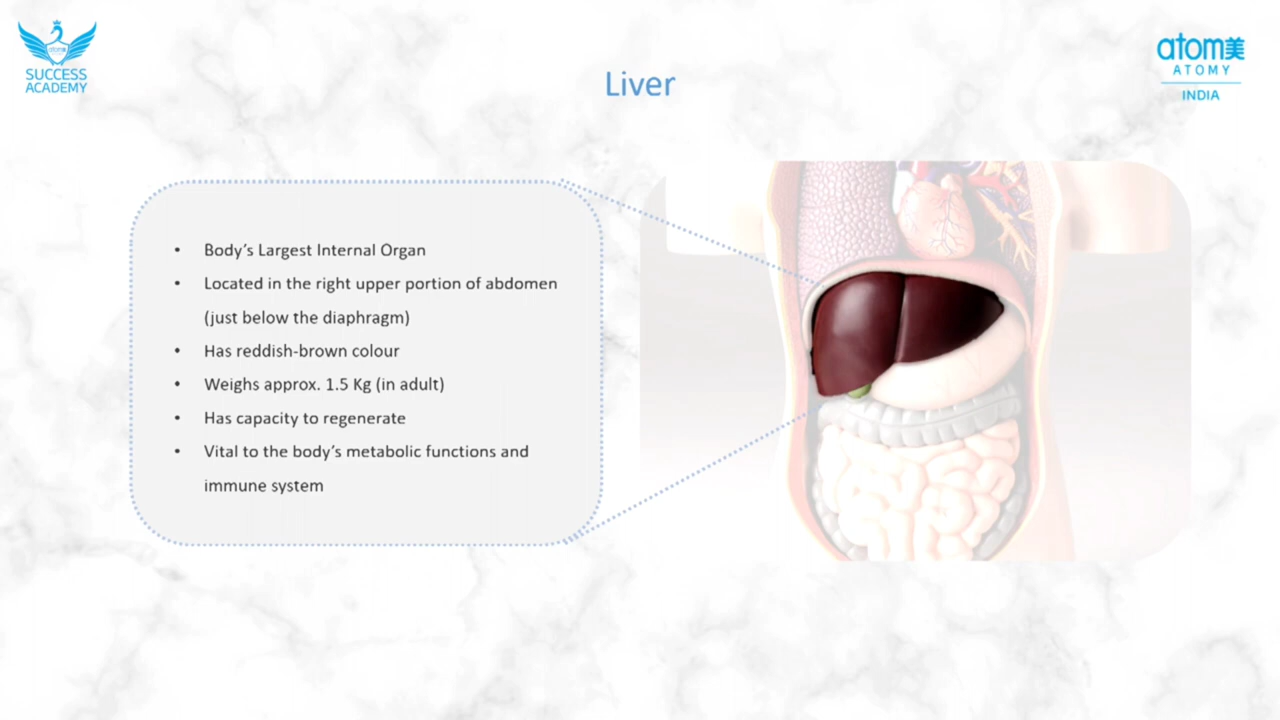 SUCCESS
ACADEMY
atom美
ATOMY
INDIA
Liver
• Body’s Largest Internal Organ
• Located in the right upper portion of abdomen
(just below the diaphragm)
• Has reddish-brown colour
• Weighs approx. 1.5 Kg (in adult)
• Has capacity to regenerate
• Vital to the body’s metabolic functions and
immune system